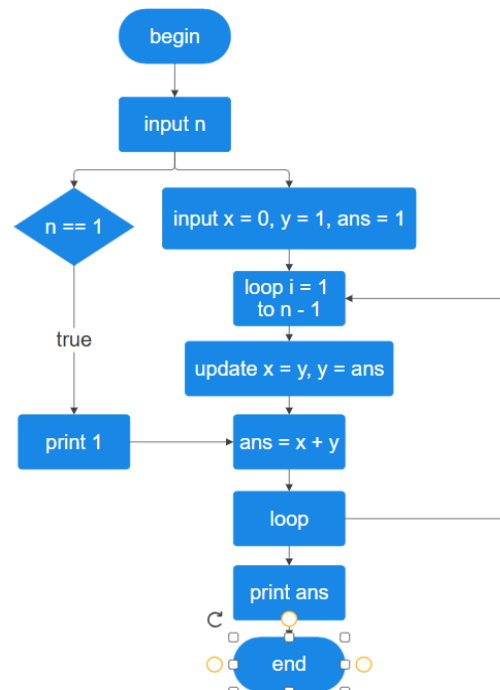 begin
input n
n == 1
input x = 0, y = 1, ans = 1
loop i = 1
to n - 1
true
update x = y, y = ans
print 1
ans = x + y
loop
print ans
end